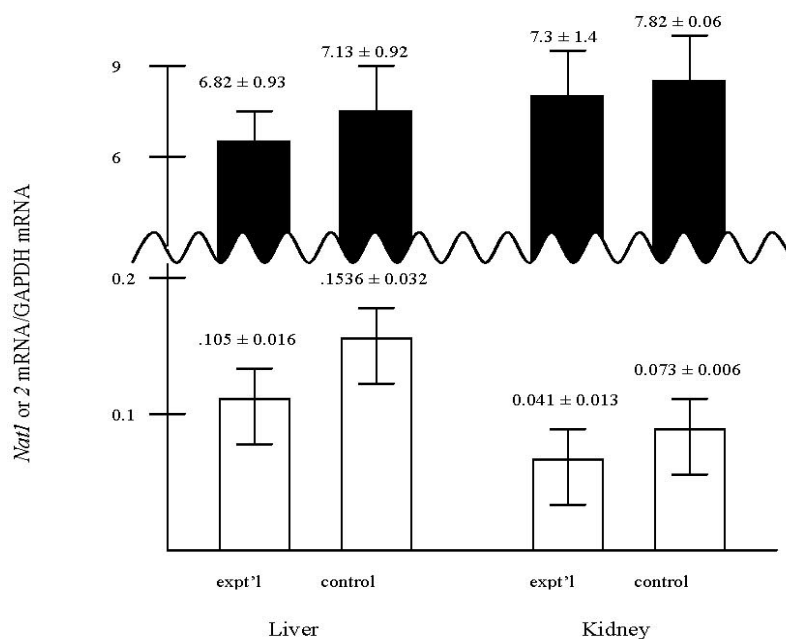 7.82 ± 0.06
7.3 ± 1.4
7.13 ± 0.92
6.82 ± 0.93
9
6
0.2
.1536 ± 0.032
.105 ± 0.016
0.073 ± 0.006
0.041 ± 0.013
0.1
Nat1 or 2 mRNA/GAPDH mRNA
expt'l control expt'l control
Liver Kidney